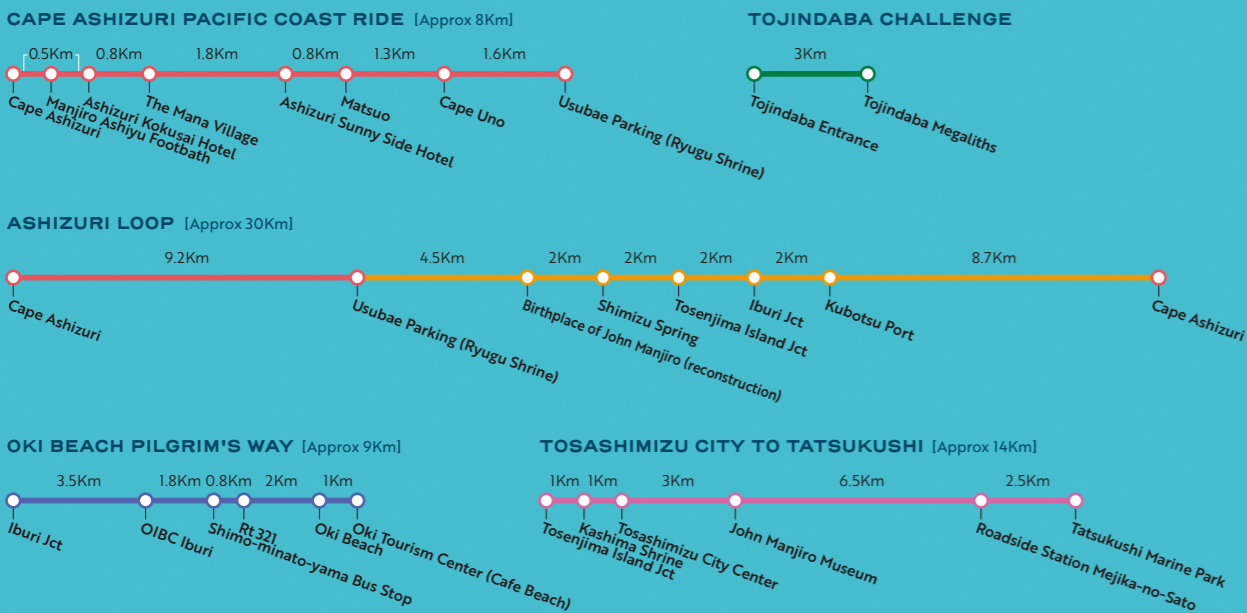 CAPE ASHIZURI PACIFIC COAST RIDE [Approx 8Km]
0.5Km 0.8Km 1.8Km 0.8Km 1.3Km 1.6Km
Cape Ashizuri
Manjiro Ashiyu Footbath
Ashizuri Kokusai Hotel
The Mana Village
Ashizuri Sunny Side Hotel
Matsuo
Cape Uno
Usubae Parking (Ryugu Shrine)
TOJINDABA CHALLENGE
3Km
Tojindaba Entrance
Tojindaba Megaliths
ASHIZURI LOOP [Approx 30Km]
9.2Km 4.5Km 2Km 2Km 2Km 2Km 8.7Km
Cape Ashizuri
Usubae Parking (Ryugu Shrine)
Birthplace of John Manjiro (reconstruction)
Shimizu Spring
Tosenjima Island Jct
Iburi Jct
Kubotsu Port
Cape Ashizuri
OKI BEACH PILGRIM'S WAY [Approx 9Km]
3.5Km 1.8Km 0.8Km 2Km 1Km
Iburi Jct
OIBC Iburi
Shimo-minato-yama Bus Stop
Rt 321
Oki Beach
Oki Tourism Center (Cafe Beach)
TOSASHIMIZU CITY TO TATSUKUSHI [Approx 14Km]
1Km 1Km 3Km 6.5Km 2.5Km
Tosenjima Island Jct
Kashima Shrine
Tosashimizu City Center
John Manjiro Museum
Roadside Station Mejika-no-Sato
Tatsukushi Marine Park